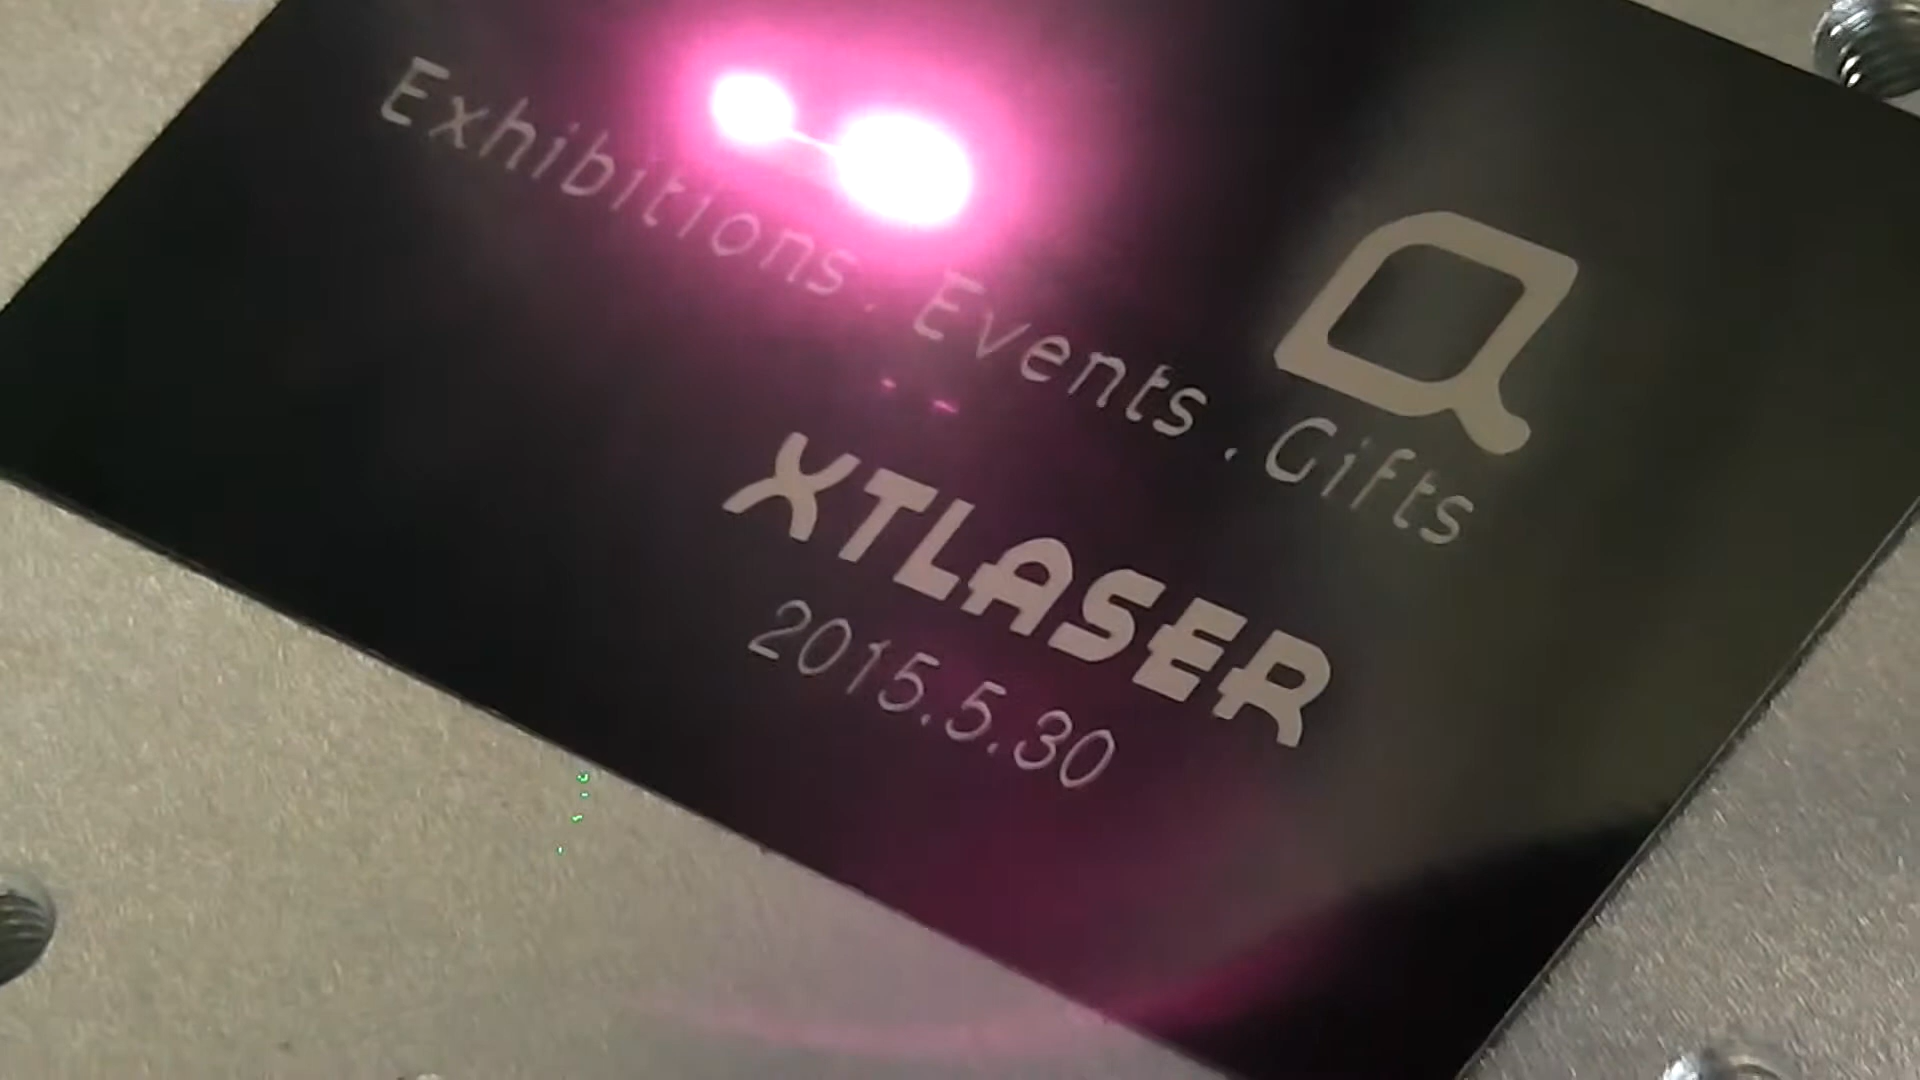 Q
Exhibitions . Events . Gifts
XTLASER
2015.5.30